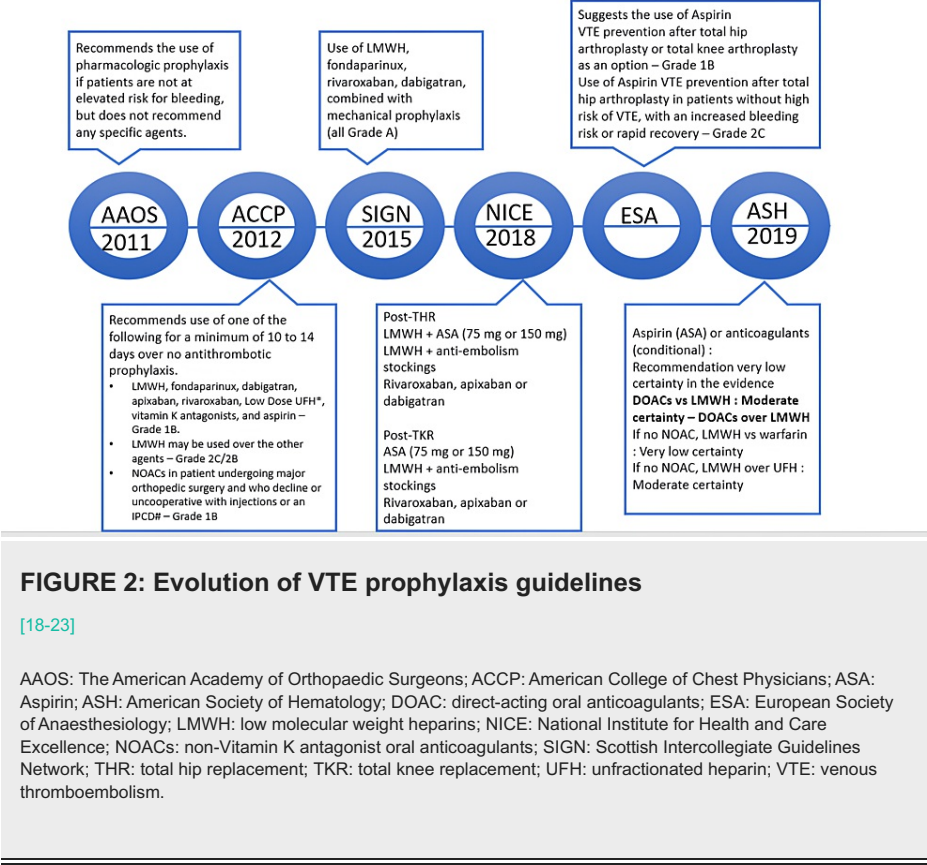 Recommends the use of
pharmacologic prophylaxis
if patients are not at
elevated risk for bleeding,
but does not recommend
any specific agents.
Use of LMWH,
fondaparinux,
rivaroxaban, dabigatran,
combined with
mechanical prophylaxis
(all Grade A)
Suggests the use of Aspirin
VTE prevention after total hip
arthroplasty or total knee arthroplasty
as an option – Grade 1B
Use of Aspirin VTE prevention after total
hip arthroplasty in patients without high
risk of VTE, with an increased bleeding
risk or rapid recovery – Grade 2C
AAOS
2011
ACCP
2012
SIGN
2015
NICE
2018
ESA
ASH
2019
Recommends use of one of the
following for a minimum of 10 to 14
days over no antithrombotic
prophylaxis.
• LMWH, fondaparinux, dabigatran,
apixaban, rivaroxaban, Low Dose UFH*,
vitamin K antagonists, and aspirin –
Grade 1B.
• LMWH may be used over the other
agents – Grade 2C/2B
• NOACs in patient undergoing major
orthopedic surgery and who decline or
uncooperative with injections or an
IPCD# – Grade 1B
Post-THR
LMWH + ASA (75 mg or 150 mg)
LMWH + anti-embolism
stockings
Rivaroxaban, apixaban or
dabigatran
Post-TKR
ASA (75 mg or 150 mg)
LMWH + anti-embolism
stockings
Rivaroxaban, apixaban or
dabigatran
Aspirin (ASA) or anticoagulants
(conditional) :
Recommendation very low
certainty in the evidence
DOACs vs LMWH : Moderate
certainty – DOACs over LMWH
If no NOAC, LMWH vs warfarin
: Very low certainty
If no NOAC, LMWH over UFH :
Moderate certainty
FIGURE 2: Evolution of VTE prophylaxis guidelines
[18-23]
AAOS: The American Academy of Orthopaedic Surgeons; ACCP: American College of Chest Physicians; ASA:
Aspirin; ASH: American Society of Hematology; DOAC: direct-acting oral anticoagulants; ESA: European Society
of Anaesthesiology; LMWH: low molecular weight heparins; NICE: National Institute for Health and Care
Excellence; NOACs: non-Vitamin K antagonist oral anticoagulants; SIGN: Scottish Intercollegiate Guidelines
Network; THR: total hip replacement; TKR: total knee replacement; UFH: unfractionated heparin; VTE: venous
thromboembolism.